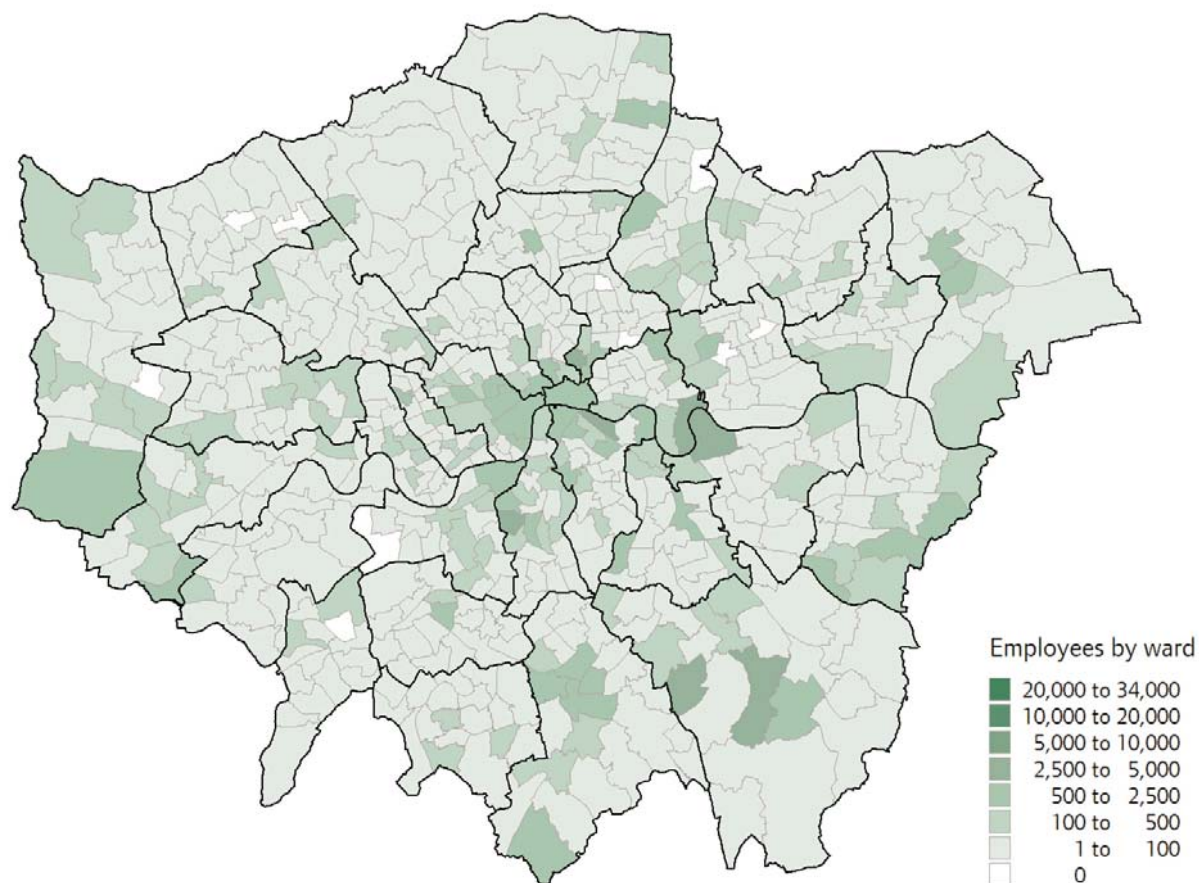 Employees by ward
20,000 to 34,000
10,000 to 20,000
5,000 to 10,000
2,500 to 5,000
500 to 2,500
100 to 500
1 to 100
0